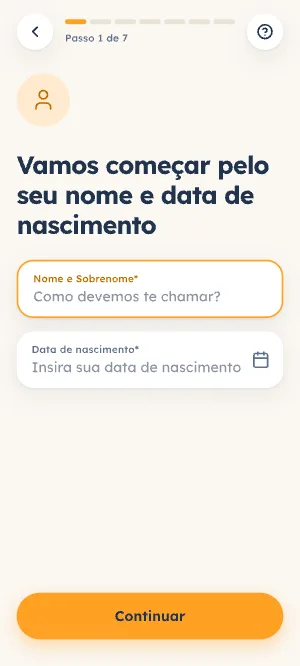 Passo 1 de 7
Vamos começar pelo
seu nome e data de
nascimento
Nome e Sobrenome*
Como devemos te chamar?
Data de nascimento*
Insira sua data de nascimento
Continuar